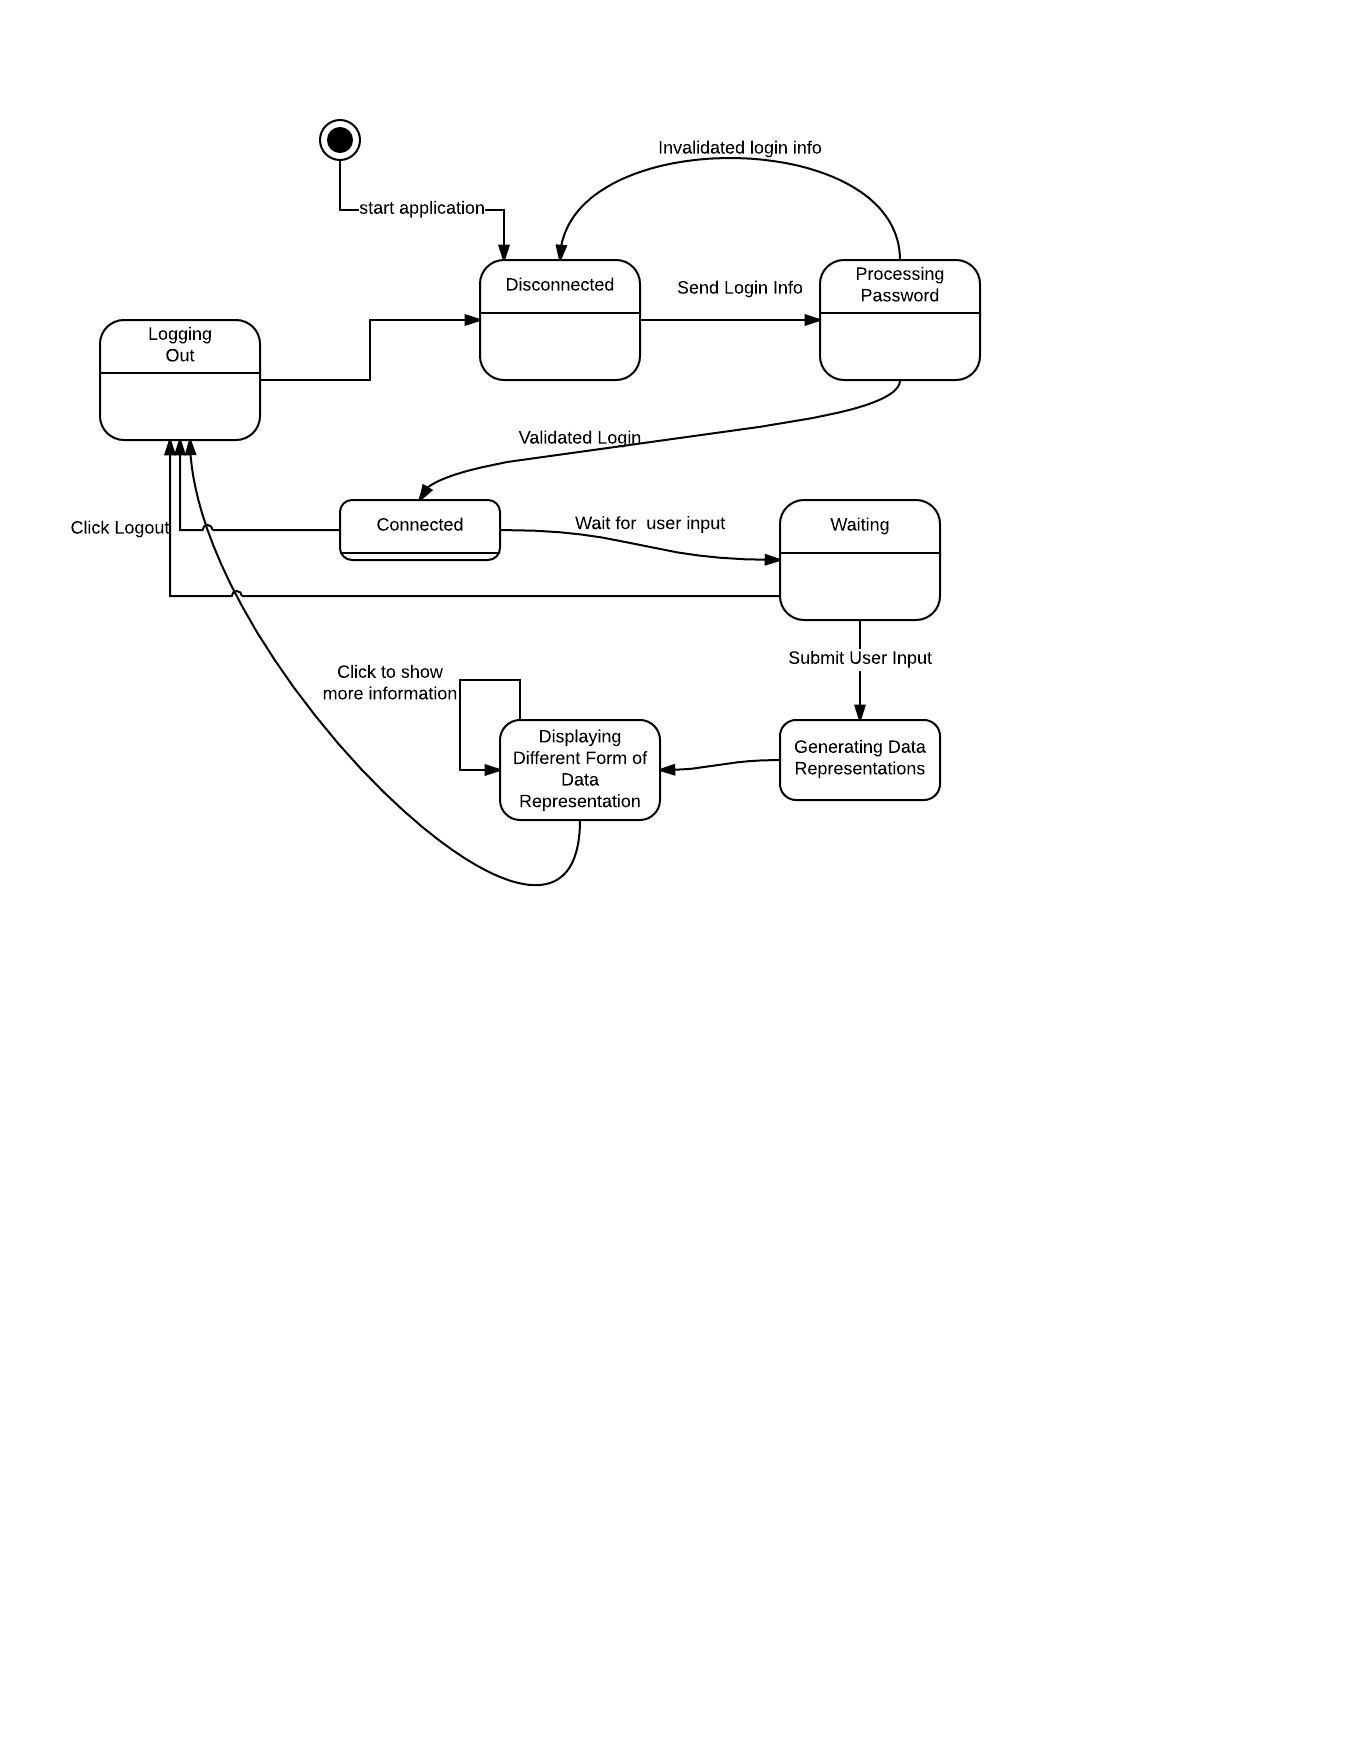 Invalidated login info
start application
Disconnected
Send Login Info
Processing
Password
Logging
Out
Validated Login
Click Logout
Connected
Wait for  user input
Waiting
Submit User Input
Click to show
more information
Displaying
Different Form of
Data
Representation
Generating Data
Representations